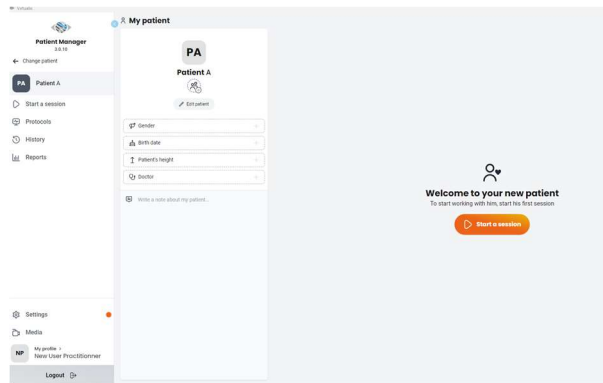 My patient
Patient Manager
2.0.10
Change patient
PA
Patient A
Start a session
Protocols
History
Reports
Settings
Media
NP
My profile
New User Practitionner
Logout
PA
Patient A
Edit patient
Gender
Birth date
Patient's height
Doctor
Write a note about my patient...
Welcome to your new patient
To start working with him, start his first session
Start a session